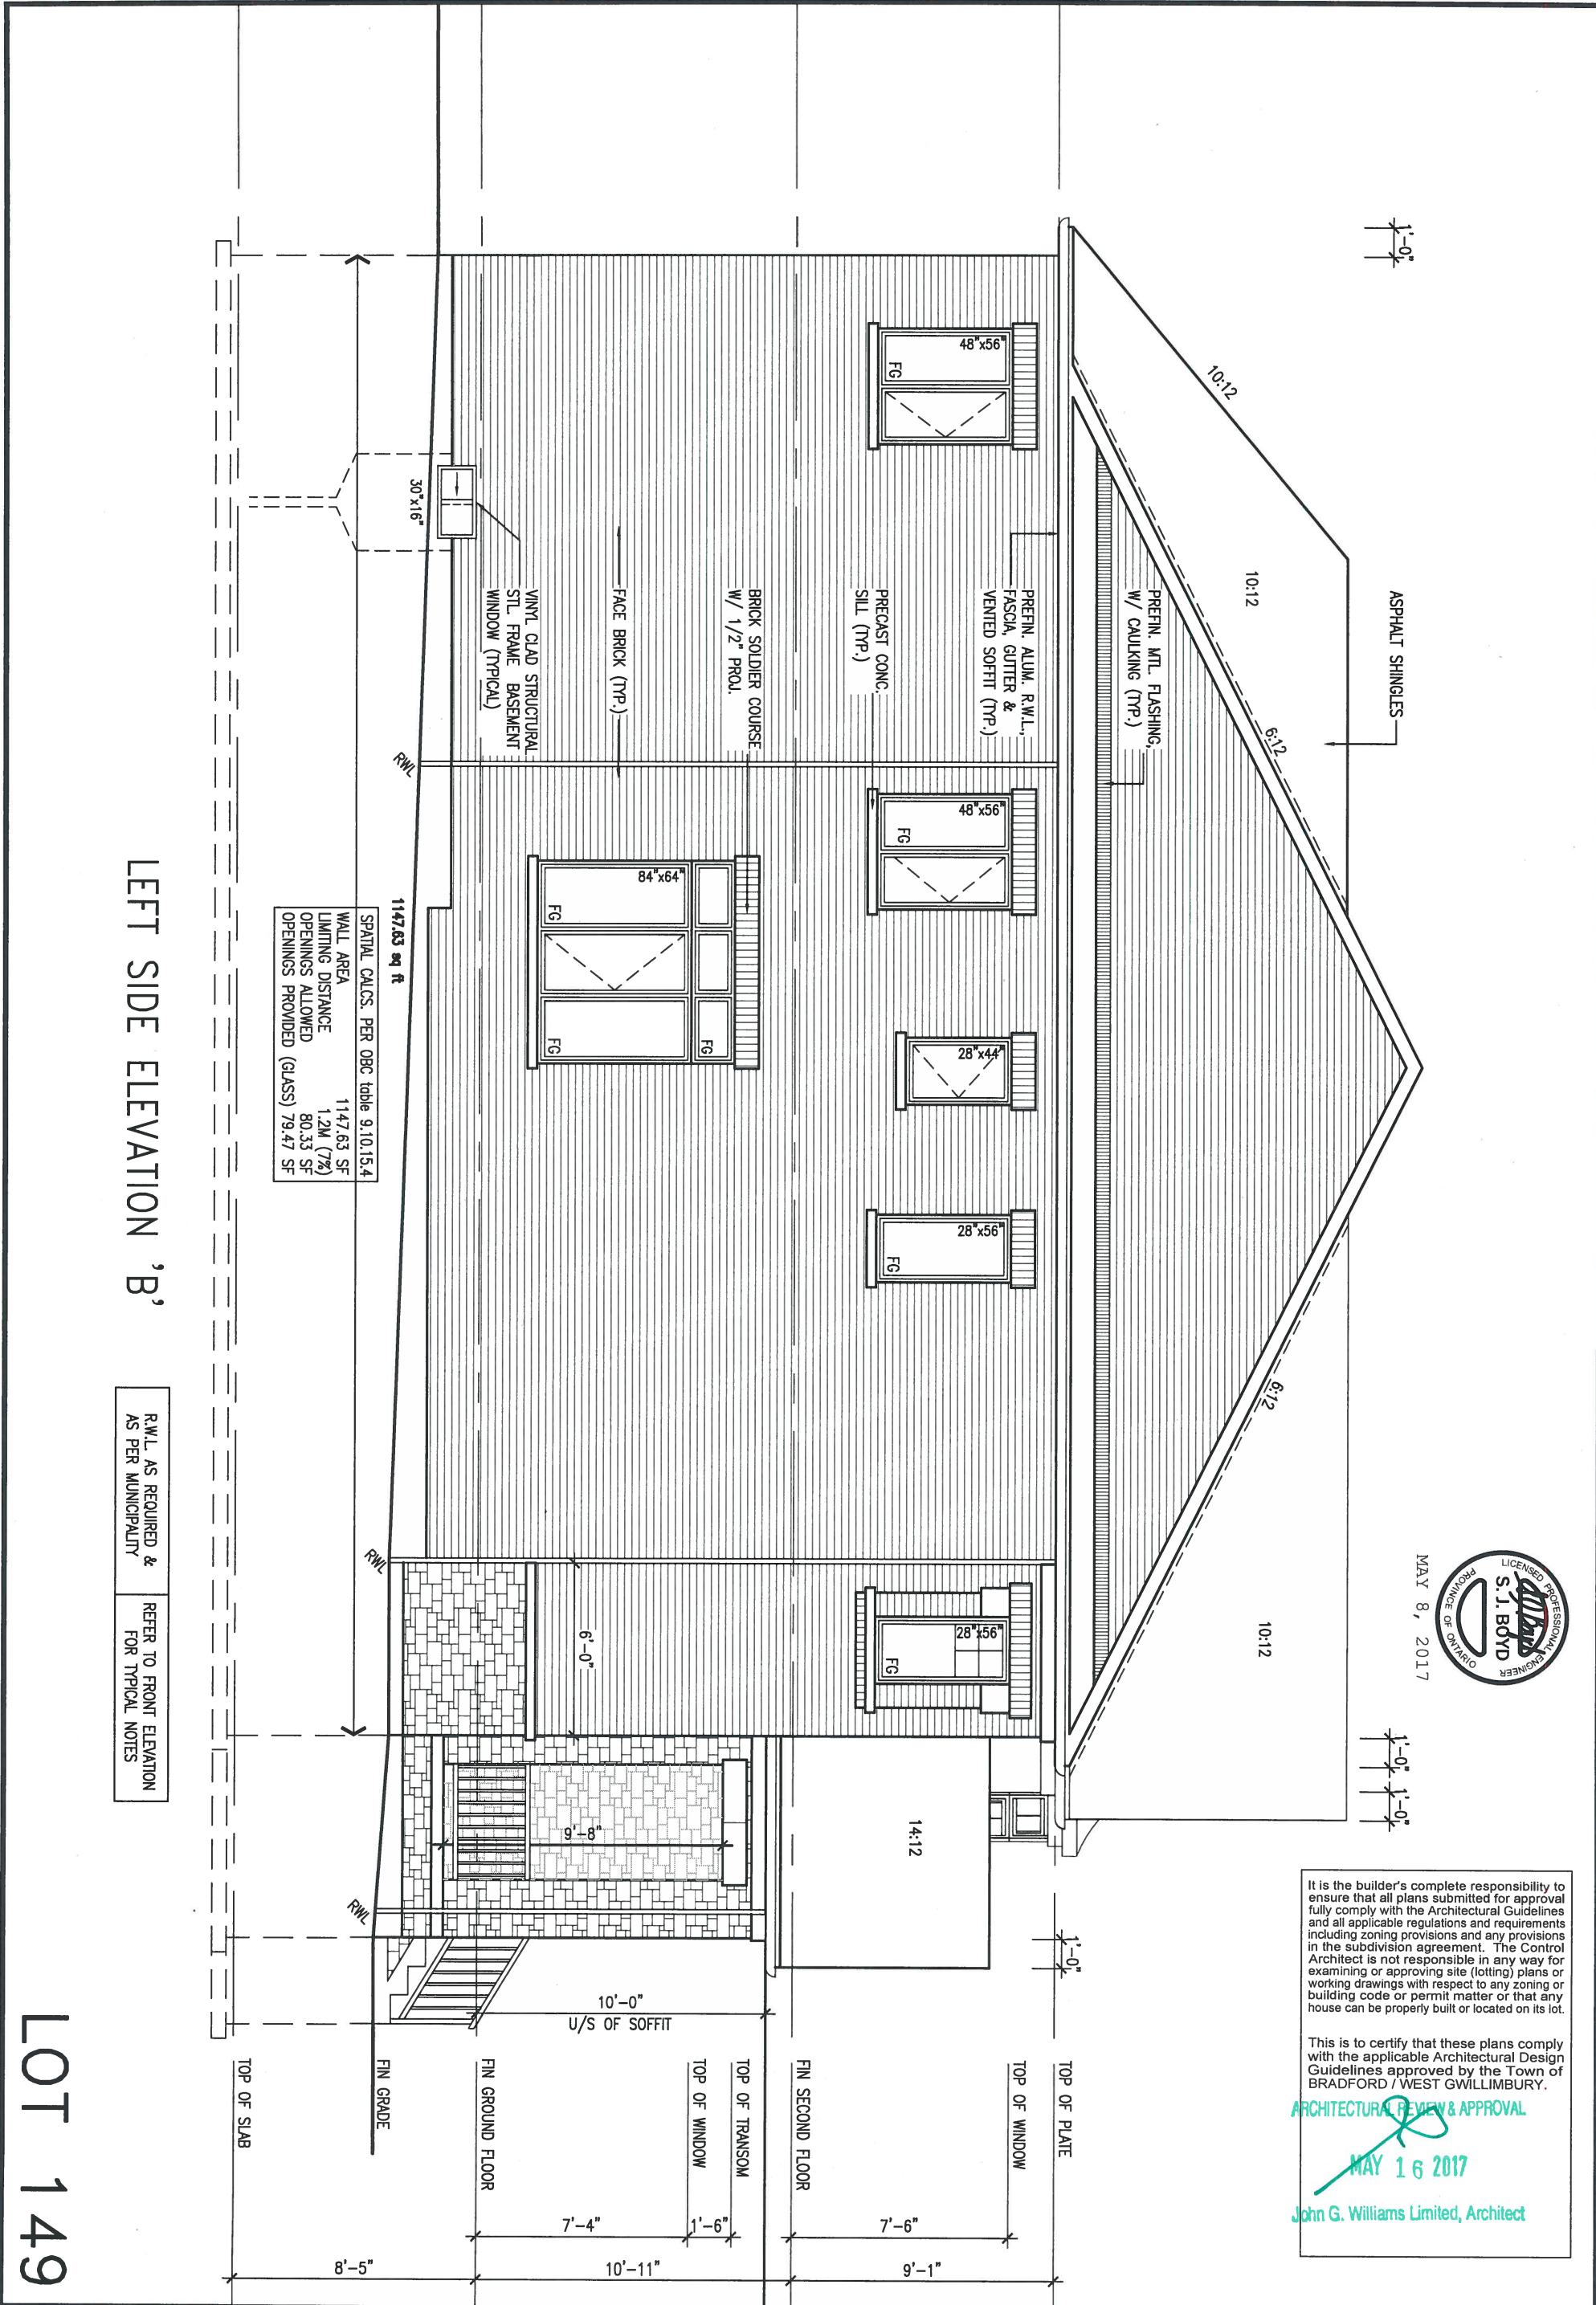 1'-0"
ASPHALT SHINGLES
10:12
10:12
6:12
6:12
10:12
PREFIN. MTL. FLASHING,
W/ CAULKING (TYP.)
PREFIN. ALUM. R.W.L.,
FASCIA, GUTTER &
VENTED SOFFIT (TYP.)
PRECAST CONC.
SILL (TYP.)
BRICK SOLDIER COURSE
W/ 1/2" PROJ.
FACE BRICK (TYP.)
VINYL CLAD STRUCTURAL
STL. FRAME BASEMENT
WINDOW (TYPICAL)
48"x56"
FG
48"x56"
FG
28"x44"
28"x56"
FG
28"x56"
FG
84"x64"
FG
FG
FG
30"x16"
RWL
RWL
RWL
6'-0"
9'-8"
14:12
1'-0"
1'-0"
1'-0"
10'-0"
U/S OF SOFFIT
TOP OF PLATE
TOP OF WINDOW
FIN SECOND FLOOR
TOP OF TRANSOM
TOP OF WINDOW
FIN GROUND FLOOR
FIN GRADE
TOP OF SLAB
7'-6"
1'-6"
7'-4"
9'-1"
10'-11"
8'-5"
1147.63 sq ft
SPATIAL CALCS. PER OBC table 9.10.15.4
WALL AREA 1147.63 SF
LIMITING DISTANCE 1.2M (7%)
OPENINGS ALLOWED 80.33 SF
OPENINGS PROVIDED (GLASS) 79.47 SF
LEFT SIDE ELEVATION 'B'
R.W.L. AS REQUIRED &
AS PER MUNICIPALITY
REFER TO FRONT ELEVATION
FOR TYPICAL NOTES
LOT 149
LICENSED PROFESSIONAL ENGINEER
S. J. BOYD
PROVINCE OF ONTARIO
MAY 8, 2017
It is the builder's complete responsibility to
ensure that all plans submitted for approval
fully comply with the Architectural Guidelines
and all applicable regulations and requirements
including zoning provisions and any provisions
in the subdivision agreement. The Control
Architect is not responsible in any way for
examining or approving site (lotting) plans or
working drawings with respect to any zoning or
building code or permit matter or that any
house can be properly built or located on its lot.
This is to certify that these plans comply
with the applicable Architectural Design
Guidelines approved by the Town of
BRADFORD / WEST GWILLIMBURY.
ARCHITECTURAL REVIEW & APPROVAL
MAY 16 2017
John G. Williams Limited, Architect